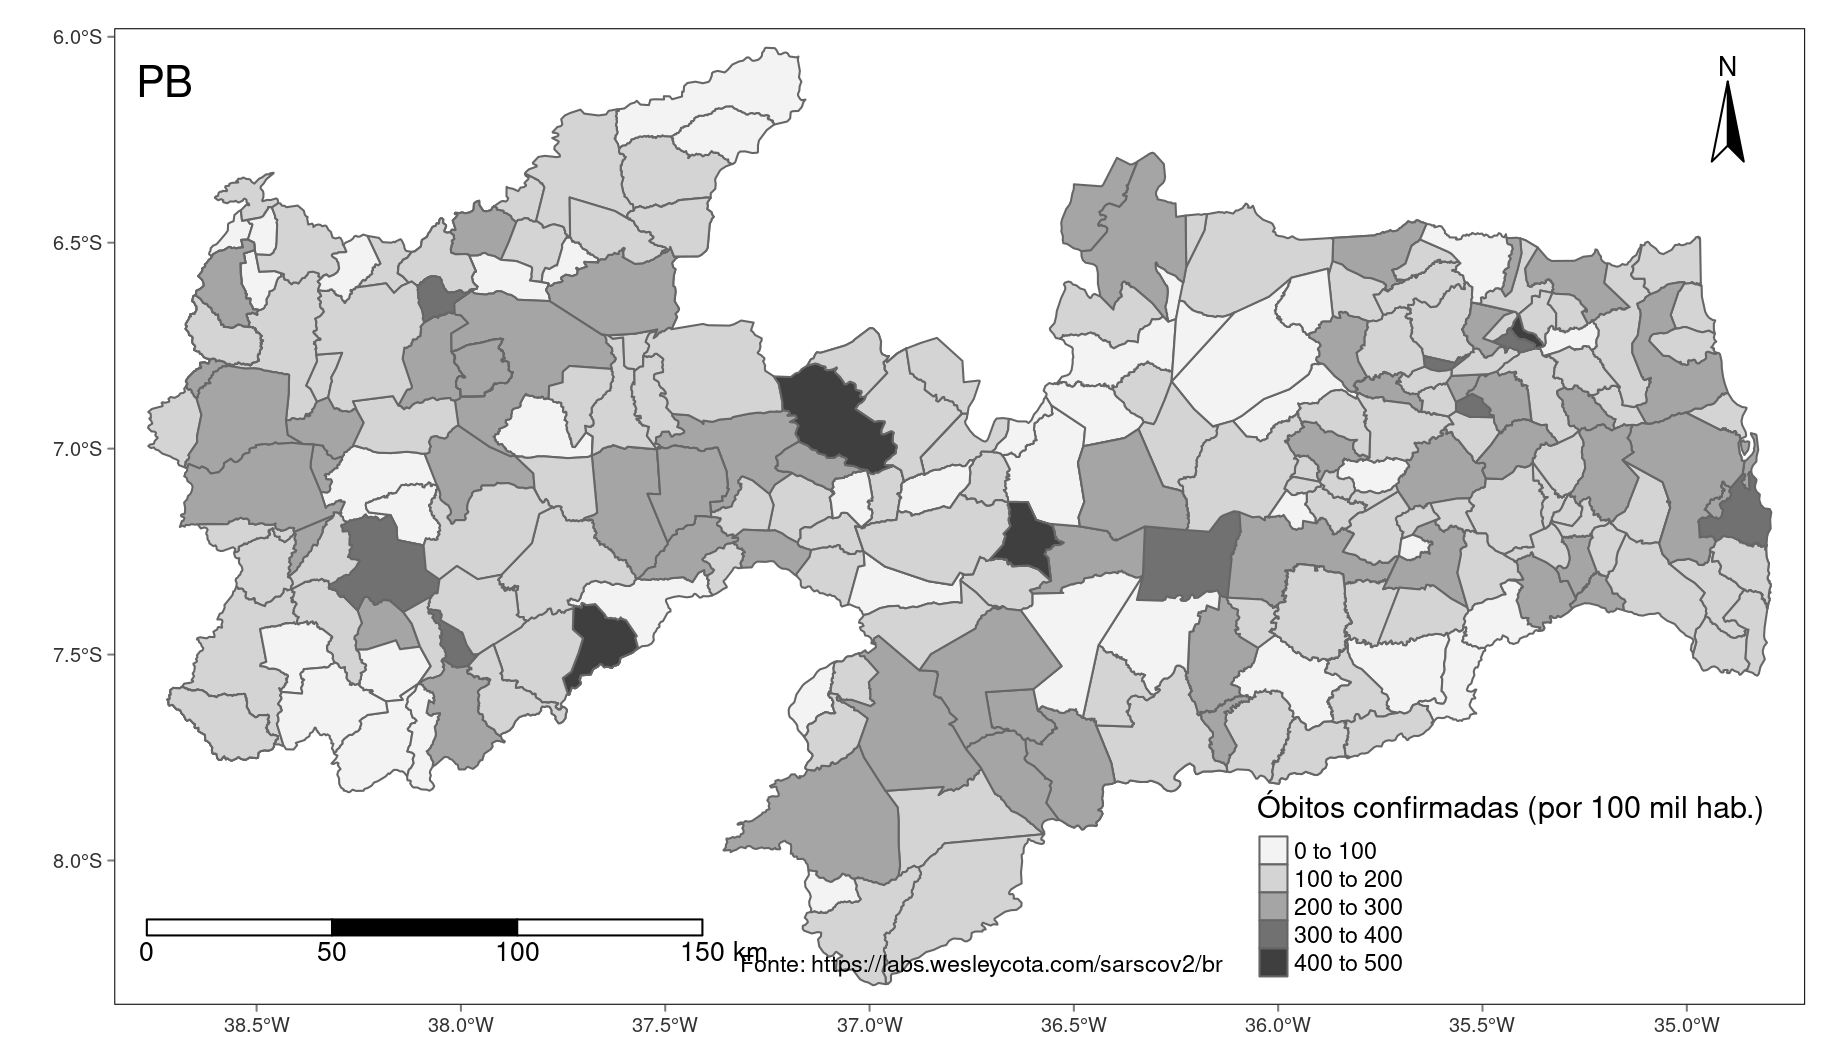 PB
N
6.0°S
6.5°S
7.0°S
7.5°S
8.0°S
Óbitos confirmadas (por 100 mil hab.)
0 to 100
100 to 200
200 to 300
300 to 400
400 to 500
0 50 100 150 km
Fonte: https://labs.wesleycota.com/sarscov2/br
38.5°W 38.0°W 37.5°W 37.0°W 36.5°W 36.0°W 35.5°W 35.0°W